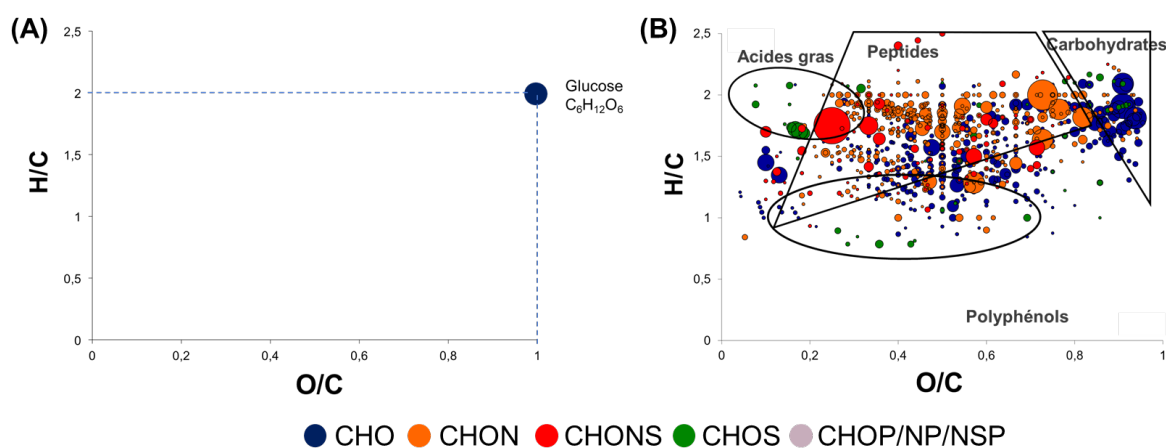 (A)
2,5
2
1,5
1
0,5
0
H/C
0
0,2
0,4
0,6
0,8
1
O/C
Glucose
C₆H₁₂O₆
(B)
2,5
2
1,5
1
0,5
0
H/C
0
0,2
0,4
0,6
0,8
1
O/C
Acides gras
Peptides
Carbohydrates
Polyphénols
CHO
CHON
CHONS
CHOS
CHOP/NP/NSP